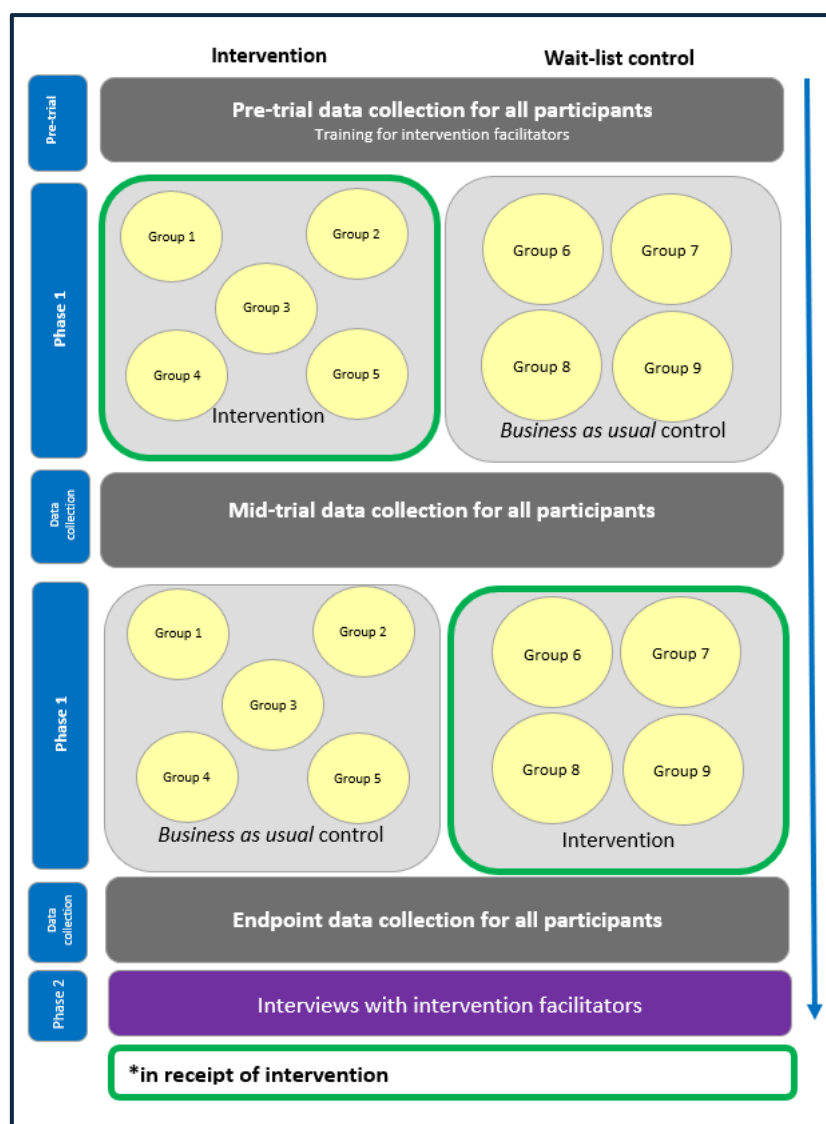 Intervention
Wait-list control
Pre-trial
Pre-trial data collection for all participants
Training for intervention facilitators
Phase 1
Group 1
Group 2
Group 3
Group 4
Group 5
Intervention
Group 6
Group 7
Group 8
Group 9
Business as usual control
Data
collection
Mid-trial data collection for all participants
Phase 1
Group 1
Group 2
Group 3
Group 4
Group 5
Business as usual control
Group 6
Group 7
Group 8
Group 9
Intervention
Data
collection
Endpoint data collection for all participants
Phase 2
Interviews with intervention facilitators
*in receipt of intervention